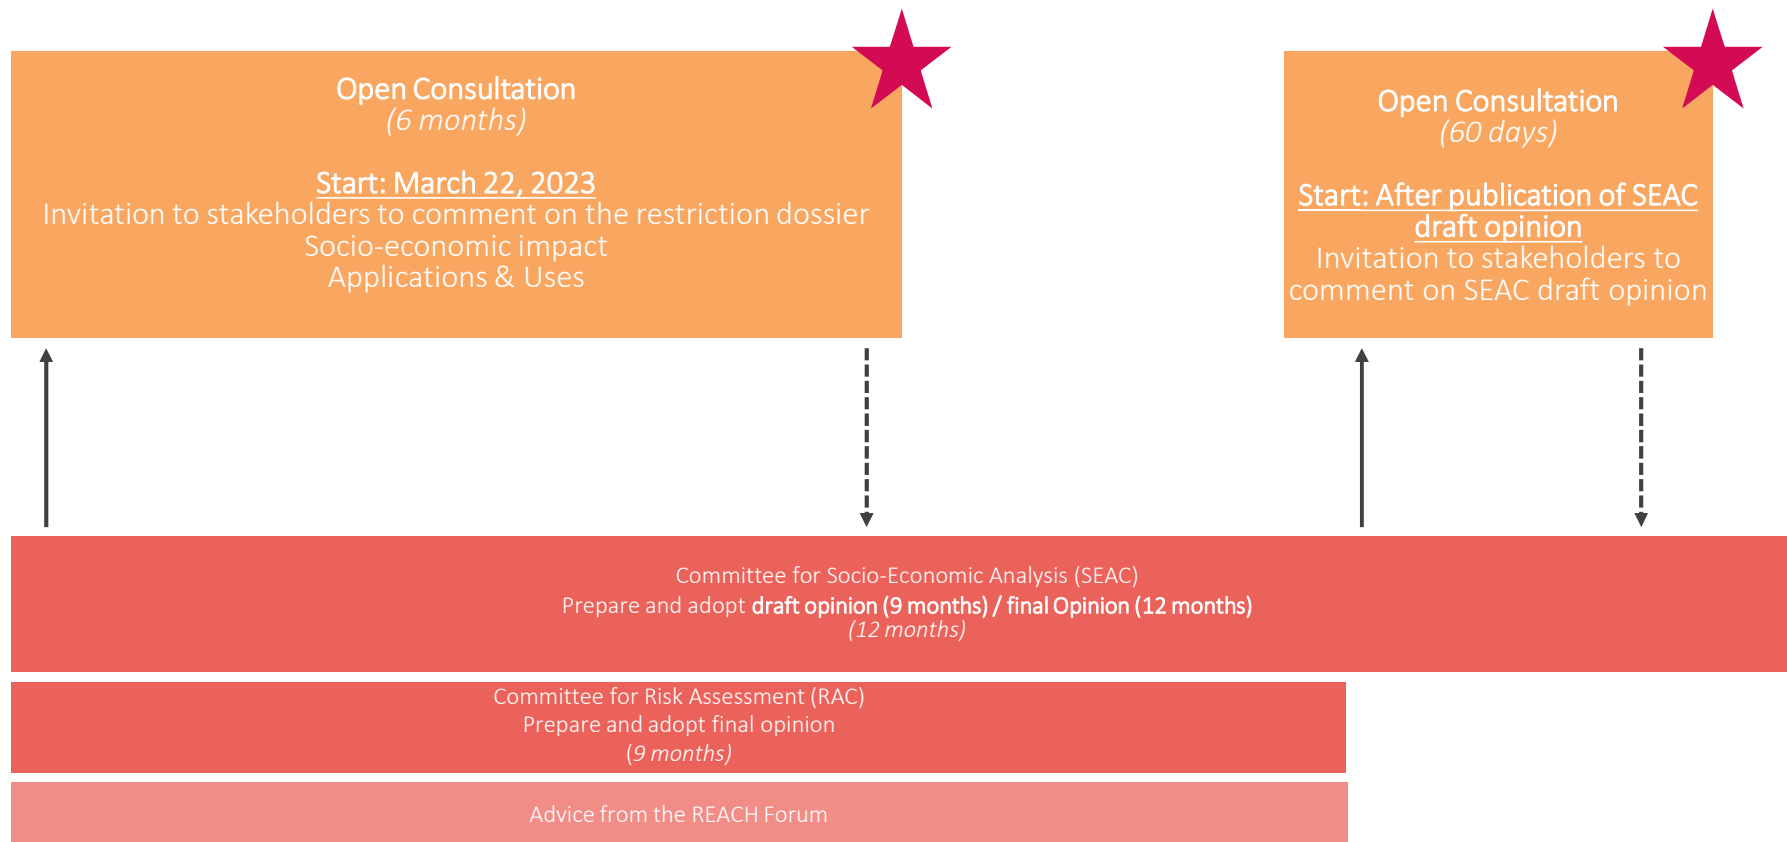 Open Consultation
(6 months)
Start: March 22, 2023
Invitation to stakeholders to comment on the restriction dossier
Socio-economic impact
Applications & Uses
Open Consultation
(60 days)
Start: After publication of SEAC
draft opinion
Invitation to stakeholders to
comment on SEAC draft opinion
Committee for Socio-Economic Analysis (SEAC)
Prepare and adopt draft opinion (9 months) / final Opinion (12 months)
(12 months)
Committee for Risk Assessment (RAC)
Prepare and adopt final opinion
(9 months)
Advice from the REACH Forum